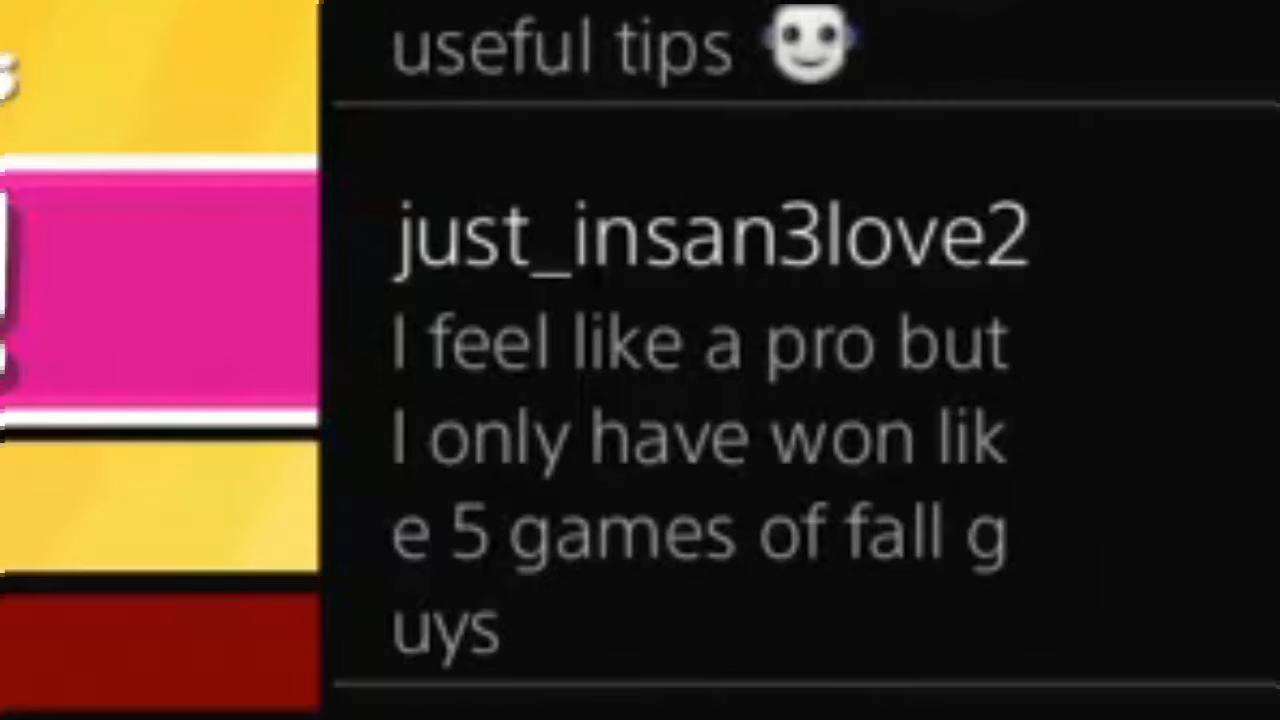 useful tips
just_insan3love2
I feel like a pro but
I only have won lik
e 5 games of fall g
uys